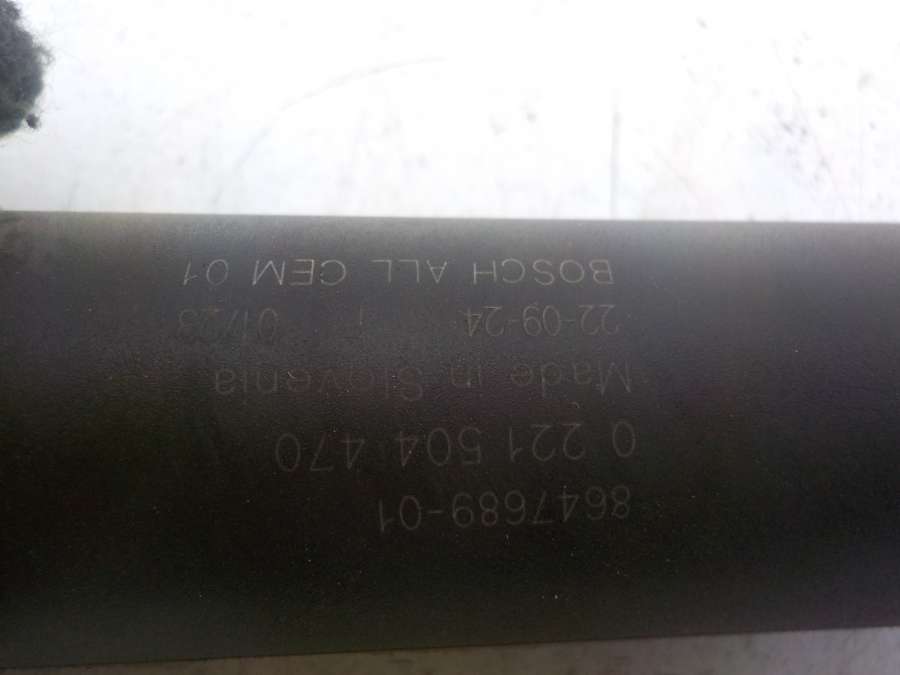 8647689-01
0 221 504 470
Made in Slovenia
22-09-24 01/23
BOSCH ALL CEM 01